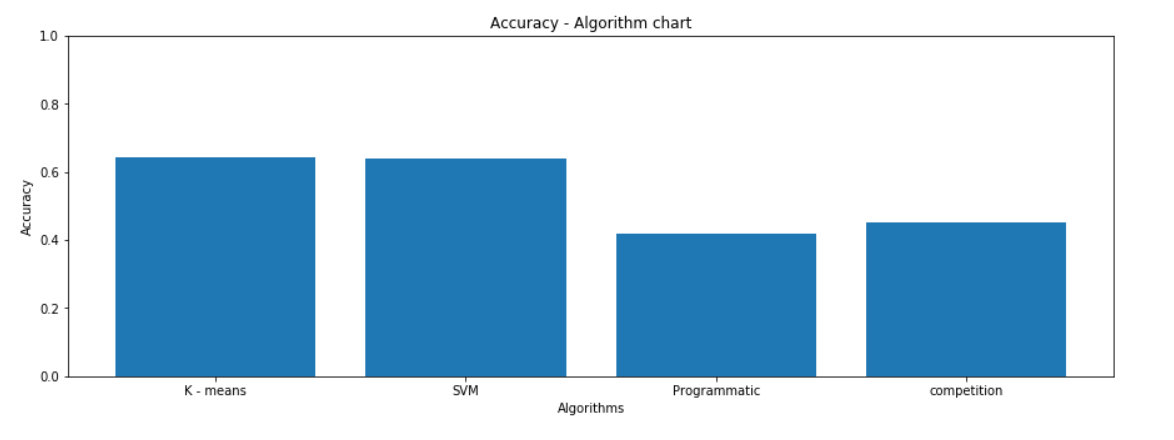 Accuracy - Algorithm chart
1.0
0.8
0.6
0.4
0.2
0.0
Accuracy
K - means SVM Programmatic competition
Algorithms